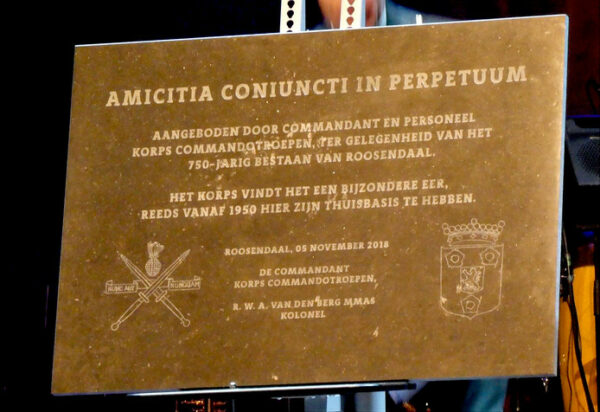 AMICITIA CONIUNCTI IN PERPETUUM
AANGEBODEN DOOR COMMANDANT EN PERSONEEL
KORPS COMMANDOTROEPEN, TER GELEGENHEID VAN HET
750-JARIG BESTAAN VAN ROOSENDAAL.
HET KORPS VINDT HET EEN BIJZONDERE EER,
REEDS VANAF 1950 HIER ZIJN THUISBASIS TE HEBBEN.
ROOSENDAAL, 05 NOVEMBER 2018
DE COMMANDANT
KORPS COMMANDOTROEPEN,
R. W. A. VAN DEN BERG MMAS
KOLONEL
NUNC AUT NUNQUAM